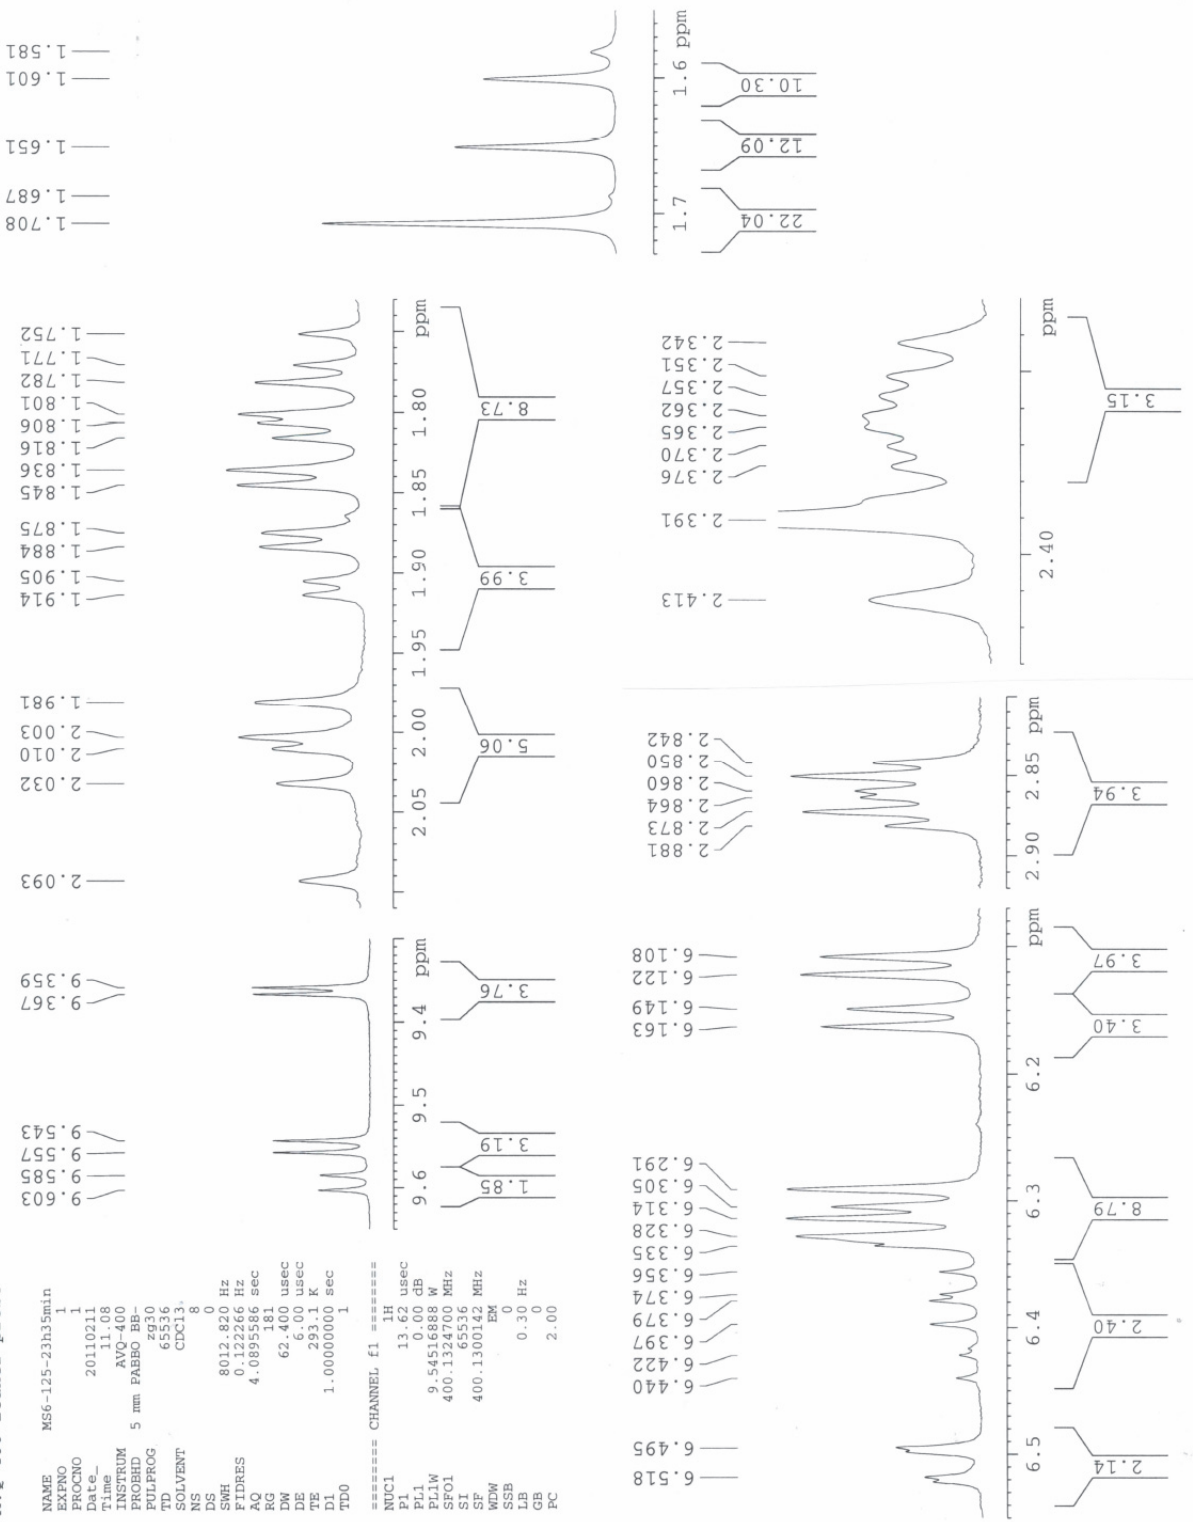 NAME MS6-125-23h35min
EXPNO 1
PROCNO 1
Date_ 20110211
Time 11.08
INSTRUM AVQ-400
PROBHD 5 mm PABBO BB-
PULPROG zg30
TD 65536
SOLVENT CDCl3
NS 8
DS 0
SWH 8012.820 Hz
FIDRES 0.122266 Hz
AQ 4.0895586 sec
RG 181
DW 62.400 usec
DE 6.00 usec
TE 293.1 K
D1 1.00000000 sec
TD0 1
======== CHANNEL f1 ========
NUC1 1H
P1 13.62 usec
PL1 0.00 dB
PL1W 9.54516888 W
SFO1 400.1324700 MHz
SI 65536
SF 400.1300142 MHz
WDW EM
SSB 0
LB 0.30 Hz
GB 0
PC 2.00
9.603
9.585
9.557
9.543
9.367
9.359
9.6 9.5 9.4 ppm
1.85
3.19
3.76
2.093
2.032
2.010
2.003
1.981
1.914
1.905
1.884
1.875
1.845
1.836
1.816
1.806
1.801
1.782
1.771
1.752
2.05 2.00 1.95 1.90 1.85 1.80 ppm
5.06
3.99
8.73
1.708
1.687
1.651
1.601
1.581
1.7 1.6 ppm
22.04
12.09
10.30
6.518
6.495
6.440
6.422
6.397
6.379
6.374
6.356
6.335
6.328
6.314
6.305
6.291
6.163
6.149
6.122
6.108
6.5 6.4 6.3 6.2 ppm
2.14
2.40
8.79
3.40
3.97
2.881
2.873
2.864
2.860
2.850
2.842
2.90 2.85 ppm
3.94
2.413
2.391
2.376
2.370
2.365
2.362
2.357
2.351
2.342
2.40 ppm
3.15